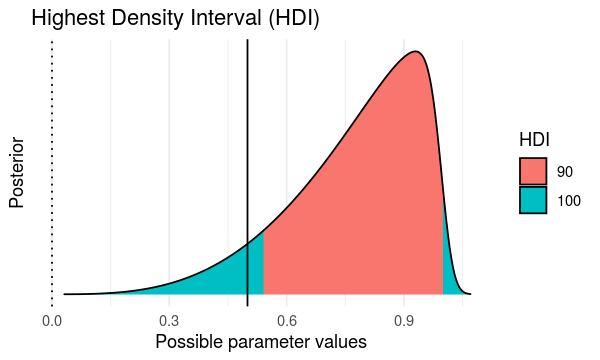 Highest Density Interval (HDI)
Posterior
HDI
90
100
0.0 0.3 0.6 0.9
Possible parameter values